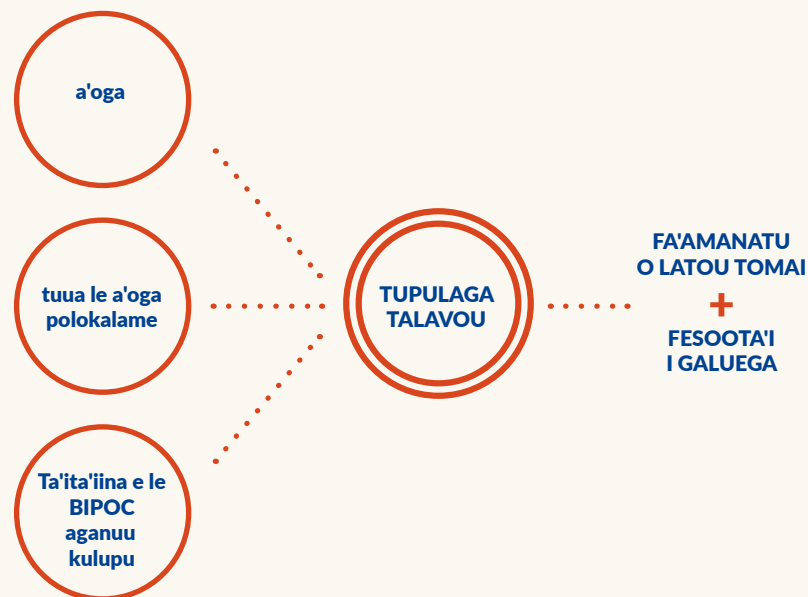 a'oga
tuua le a'oga
polokalame
Ta'ita'iina e le
BIPOC
aganuu
kulupu
TUPULAGA
TALAVOU
FA'AMANATU
O LATOU TOMAI
+
FESOOTA'I
I GALUEGA